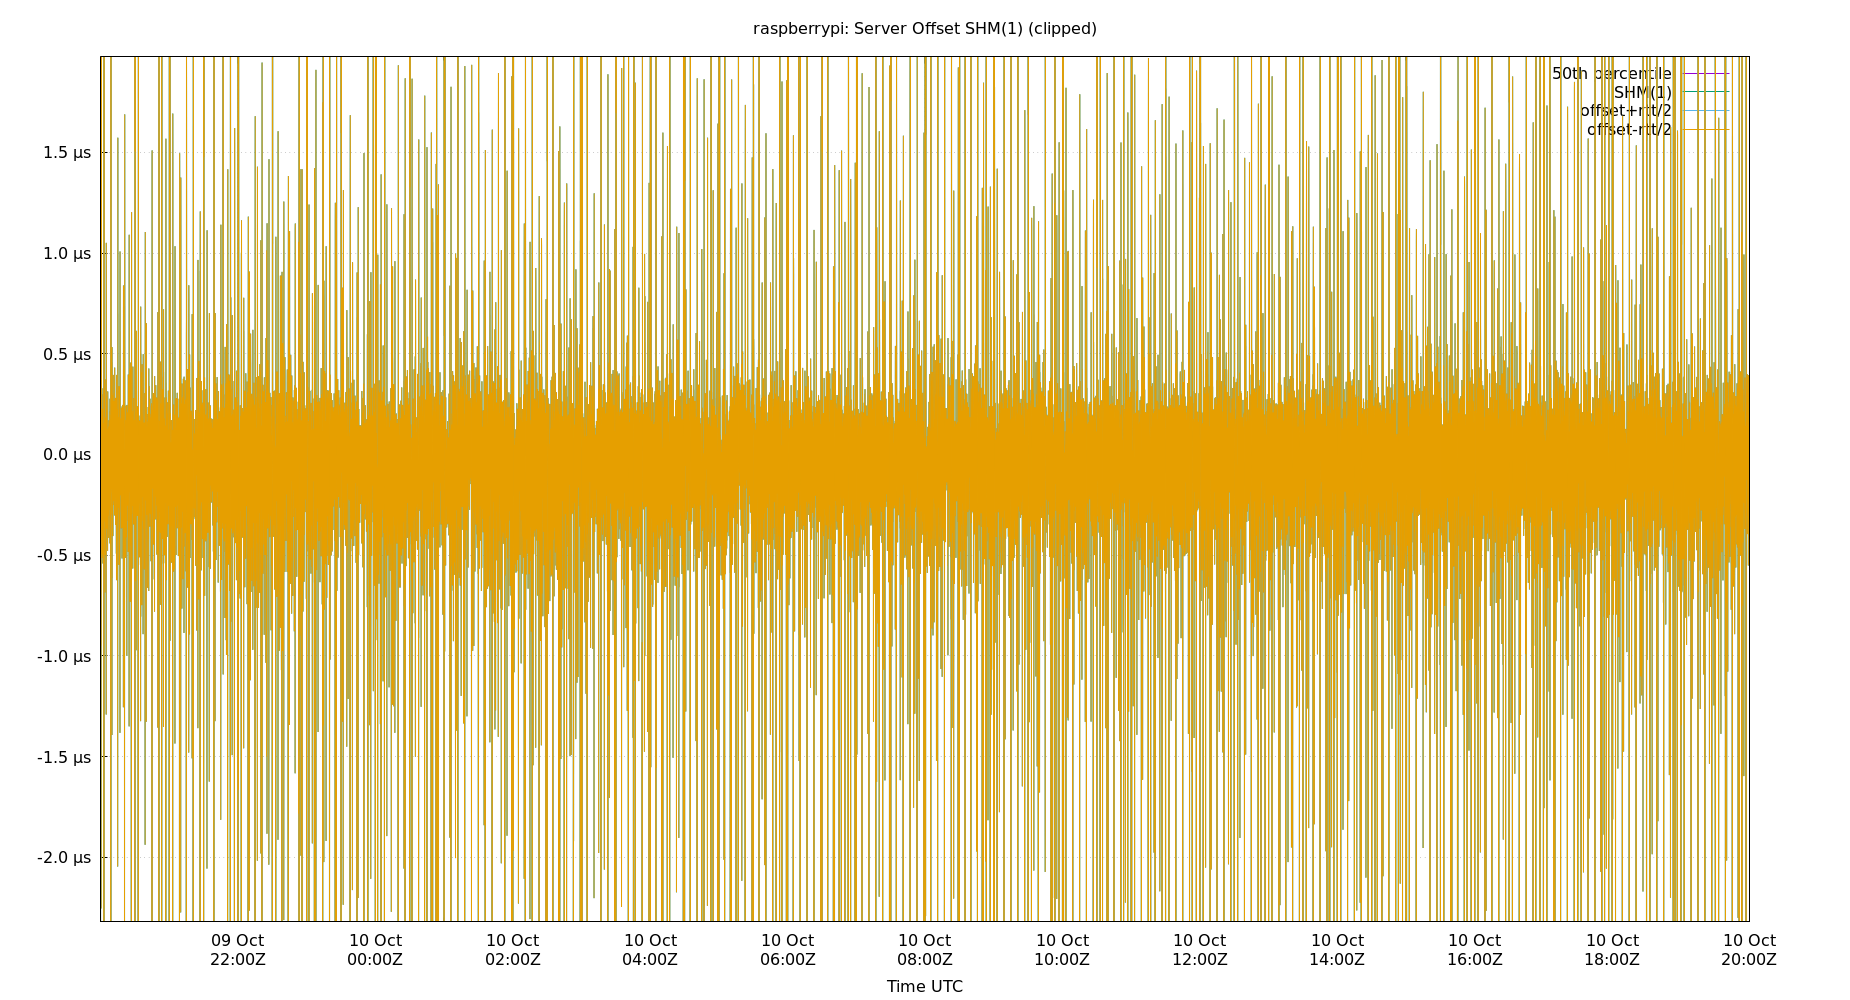 raspberrypi: Server Offset SHM(1) (clipped)
50th percentile
SHM(1)
offset+rtt/2
offset-rtt/2
1.5 µs
1.0 µs
0.5 µs
0.0 µs
-0.5 µs
-1.0 µs
-1.5 µs
-2.0 µs
09 Oct 10 Oct 10 Oct 10 Oct 10 Oct 10 Oct 10 Oct 10 Oct 10 Oct 10 Oct 10 Oct 10 Oct
22:00Z 00:00Z 02:00Z 04:00Z 06:00Z 08:00Z 10:00Z 12:00Z 14:00Z 16:00Z 18:00Z 20:00Z
Time UTC